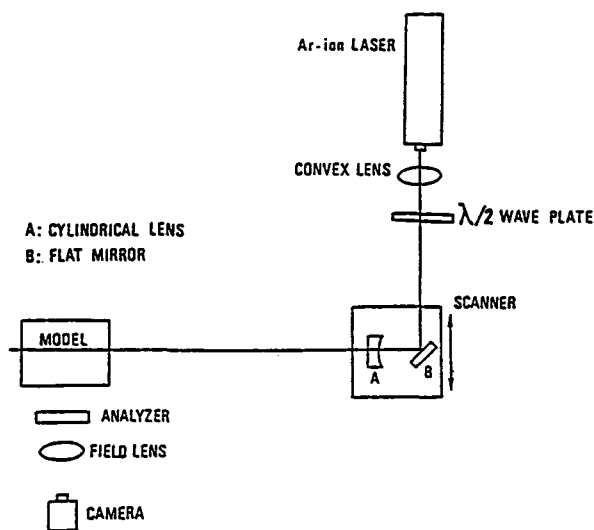 Ar-ion LASER
CONVEX LENS
λ/2 WAVE PLATE
A: CYLINDRICAL LENS
B: FLAT MIRROR
SCANNER
MODEL
A
B
ANALYZER
FIELD LENS
CAMERA